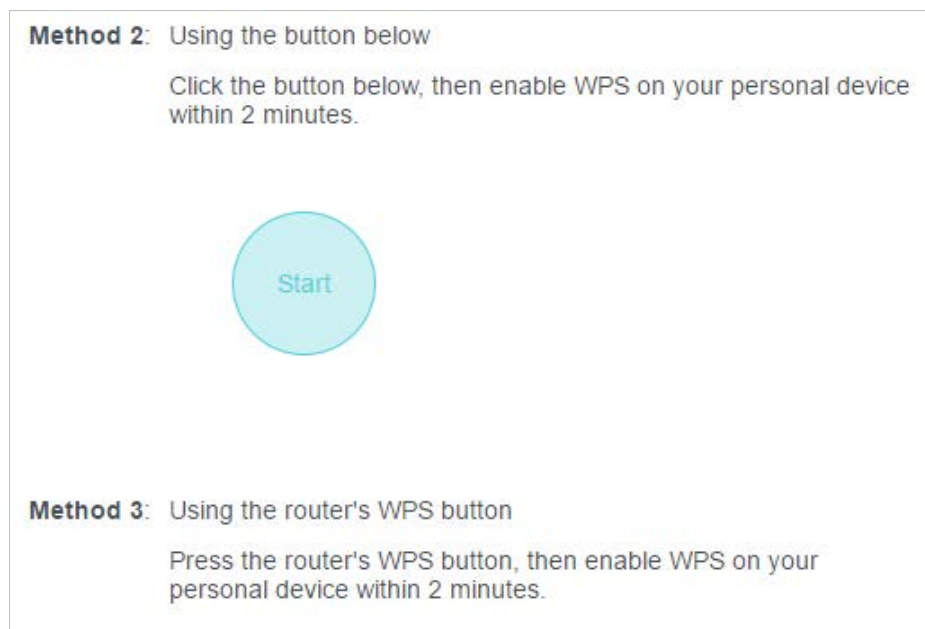 Method 2: Using the button below
Click the button below, then enable WPS on your personal device
within 2 minutes.
Start
Method 3: Using the router's WPS button
Press the router's WPS button, then enable WPS on your
personal device within 2 minutes.